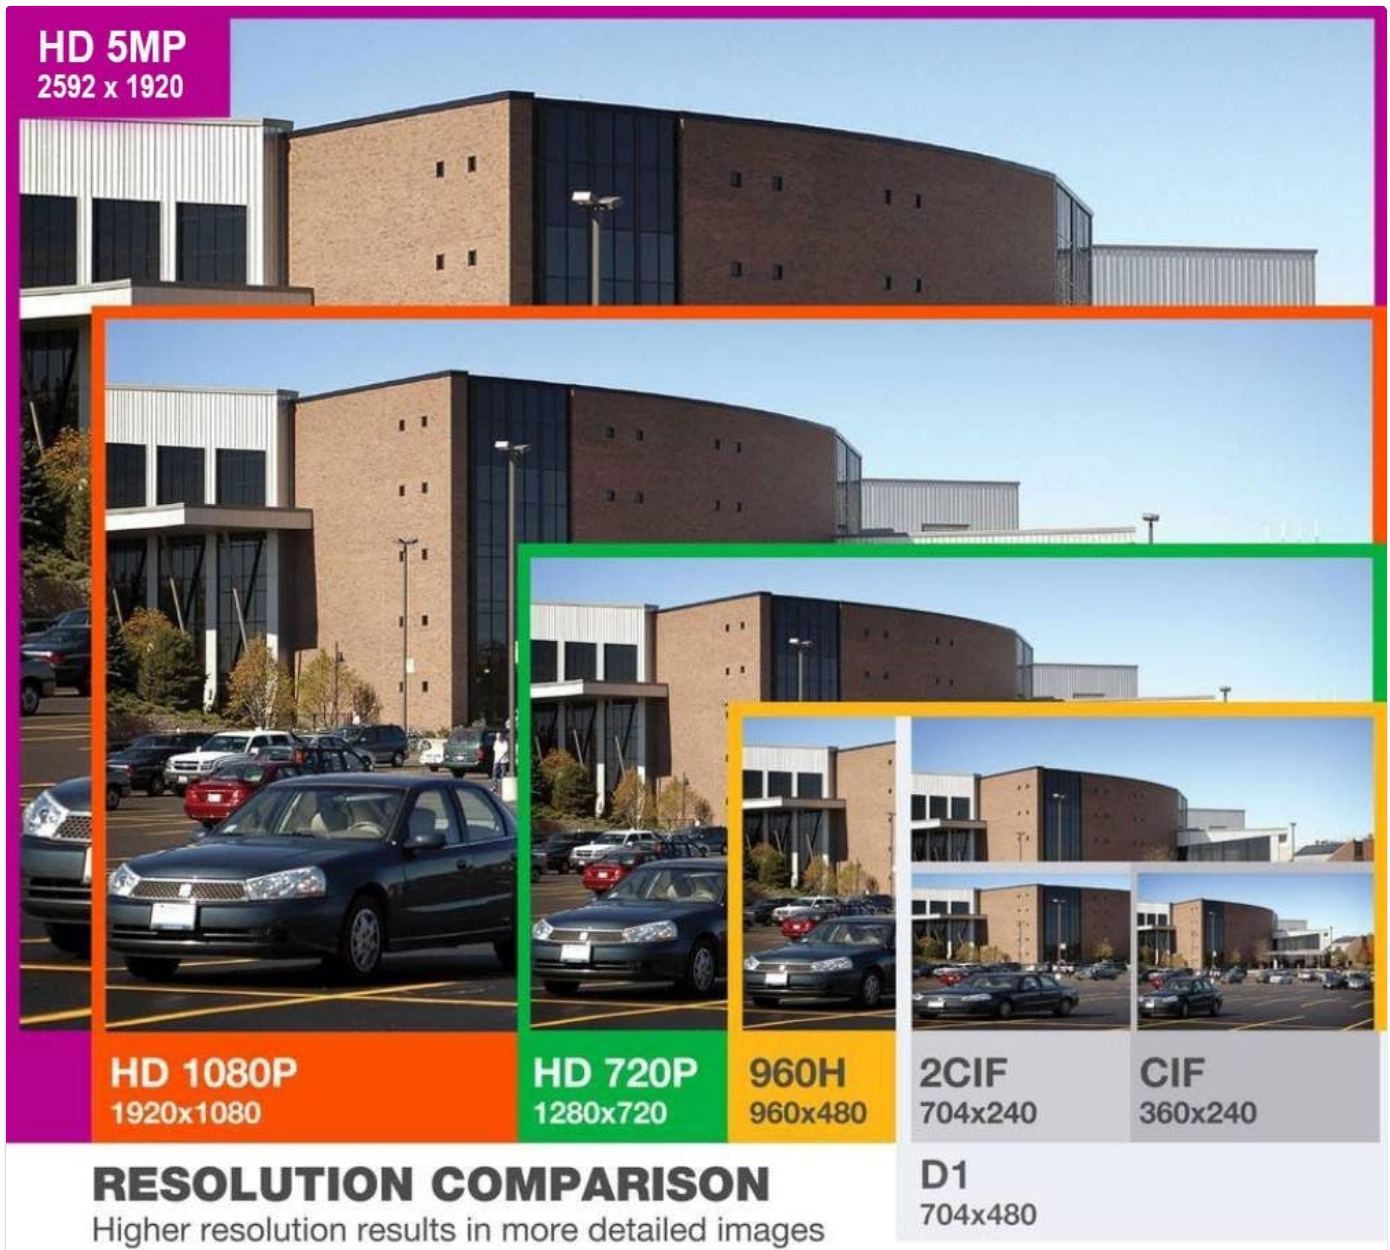 HD 5MP
2592 x 1920
HD 1080P
1920x1080
HD 720P
1280x720
960H
960x480
2CIF
704x240
CIF
360x240
D1
704x480
RESOLUTION COMPARISON
Higher resolution results in more detailed images